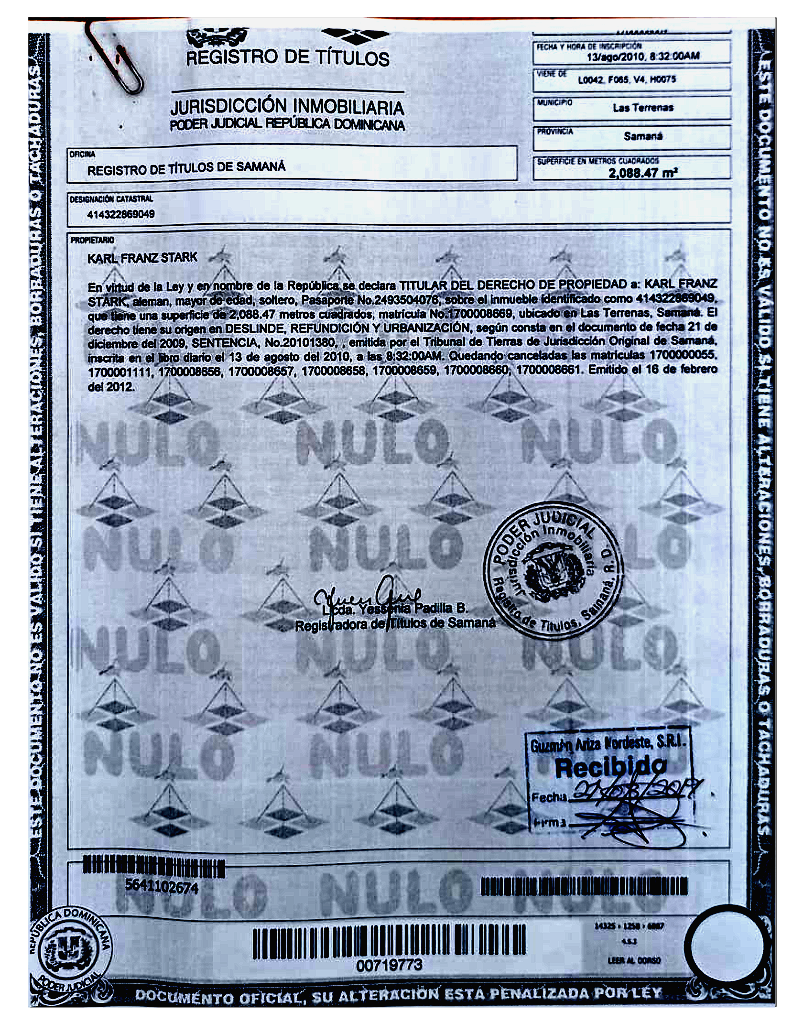 REGISTRO DE TÍTULOS
JURISDICCIÓN INMOBILIARIA
PODER JUDICIAL REPÚBLICA DOMINICANA
FECHA Y HORA DE INSCRIPCIÓN
13/ago/2010, 8:32:00AM
VIENE DE
L0042, F065, V4, H0075
MUNICIPIO
Las Terrenas
PROVINCIA
Samaná
SUPERFICIE EN METROS CUADRADOS
2,088.47 m²
OFICINA
REGISTRO DE TÍTULOS DE SAMANÁ
DESIGNACIÓN CATASTRAL
414322869049
PROPIETARIO
KARL FRANZ STARK
En virtud de la Ley y en nombre de la República se declara TITULAR DEL DERECHO DE PROPIEDAD a: KARL FRANZ
STARK, aleman, mayor de edad, soltero, Pasaporte No.2493504076, sobre el inmueble identificado como 414322869049,
que tiene una superficie de 2,088.47 metros cuadrados, matrícula No.1700008669, ubicado en Las Terrenas, Samaná. El
derecho tiene su origen en DESLINDE, REFUNDICIÓN Y URBANIZACIÓN, según consta en el documento de fecha 21 de
diciembre del 2009, SENTENCIA, No.20101380, , emitida por el Tribunal de Tierras de Jurisdicción Original de Samaná,
inscrita en el libro diario el 13 de agosto del 2010, a las 8:32:00AM. Quedando canceladas las matrículas 1700000055,
1700001111, 1700008656, 1700008657, 1700008658, 1700008659, 1700008660, 1700008661. Emitido el 16 de febrero
del 2012.
NULO NULO NULO
NULO NULO NULO
NULO NULO NULO
NULO NULO NULO
NULO NULO NULO
PODER JUDICIAL R.D.
Jurisdicción Inmobiliaria
Registro de Títulos, Samaná,
Lcda. Yessenia Padilla B.
Registradora de Títulos de Samaná
Guzmán Ariza Nordeste, S.R.L.
Recibido
Fecha
Firma
5641102674
00719773
14325 - 1258 - 6887
4.5.3
LEER AL DORSO
REPÚBLICA DOMINICANA
PODER JUDICIAL
DOCUMENTO OFICIAL, SU ALTERACIÓN ESTÁ PENALIZADA POR LEY
ESTE DOCUMENTO NO ES VÁLIDO SI TIENE ALTERACIONES, BORRADURAS O TACHADURAS
ESTE DOCUMENTO NO ES VÁLIDO SI TIENE ALTERACIONES, BORRADURAS O TACHADURAS